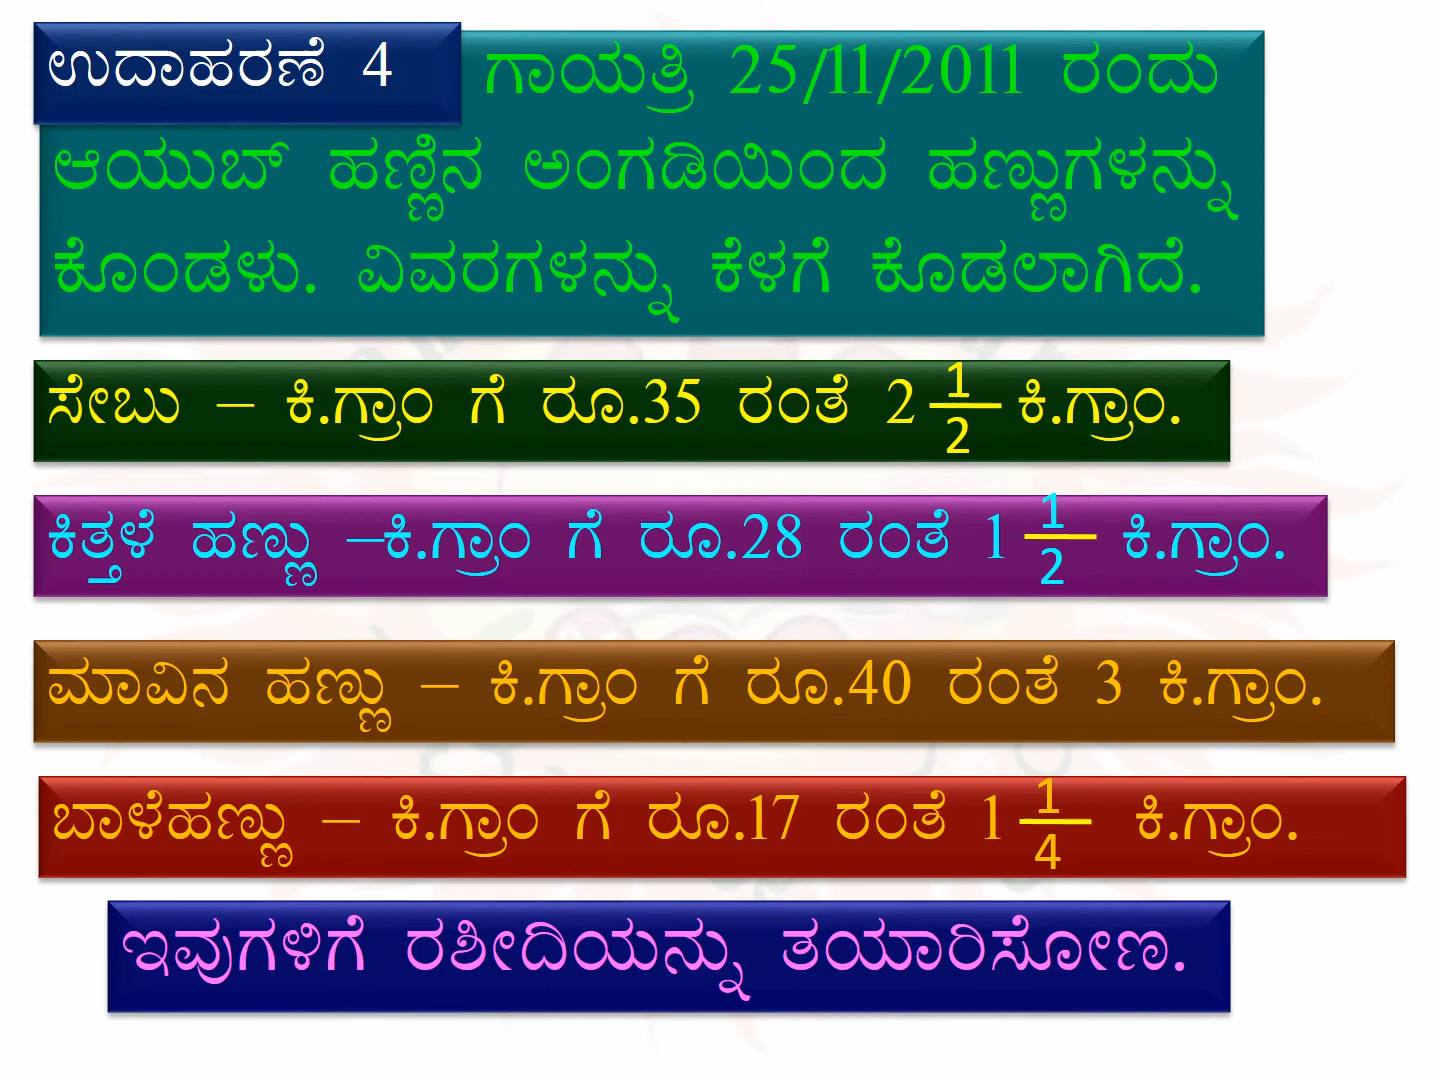 ಉದಾಹರಣೆ 4 ಗಾಯತ್ರಿ 25/11/2011 ರಂದು
ಆಯುಬ್ ಹಣ್ಣಿನ ಅಂಗಡಿಯಿಂದ ಹಣ್ಣುಗಳನ್ನು
ಕೊಂಡಳು. ವಿವರಗಳನ್ನು ಕೆಳಗೆ ಕೊಡಲಾಗಿದೆ.
ಸೇಬು – ಕಿ.ಗ್ರಾಂ ಗೆ ರೂ.35 ರಂತೆ 2 1/2 ಕಿ.ಗ್ರಾಂ.
ಕಿತ್ತಳೆ ಹಣ್ಣು –ಕಿ.ಗ್ರಾಂ ಗೆ ರೂ.28 ರಂತೆ 1 1/2 ಕಿ.ಗ್ರಾಂ.
ಮಾವಿನ ಹಣ್ಣು – ಕಿ.ಗ್ರಾಂ ಗೆ ರೂ.40 ರಂತೆ 3 ಕಿ.ಗ್ರಾಂ.
ಬಾಳೆಹಣ್ಣು – ಕಿ.ಗ್ರಾಂ ಗೆ ರೂ.17 ರಂತೆ 1 1/4 ಕಿ.ಗ್ರಾಂ.
ಇವುಗಳಿಗೆ ರಶೀದಿಯನ್ನು ತಯಾರಿಸೋಣ.